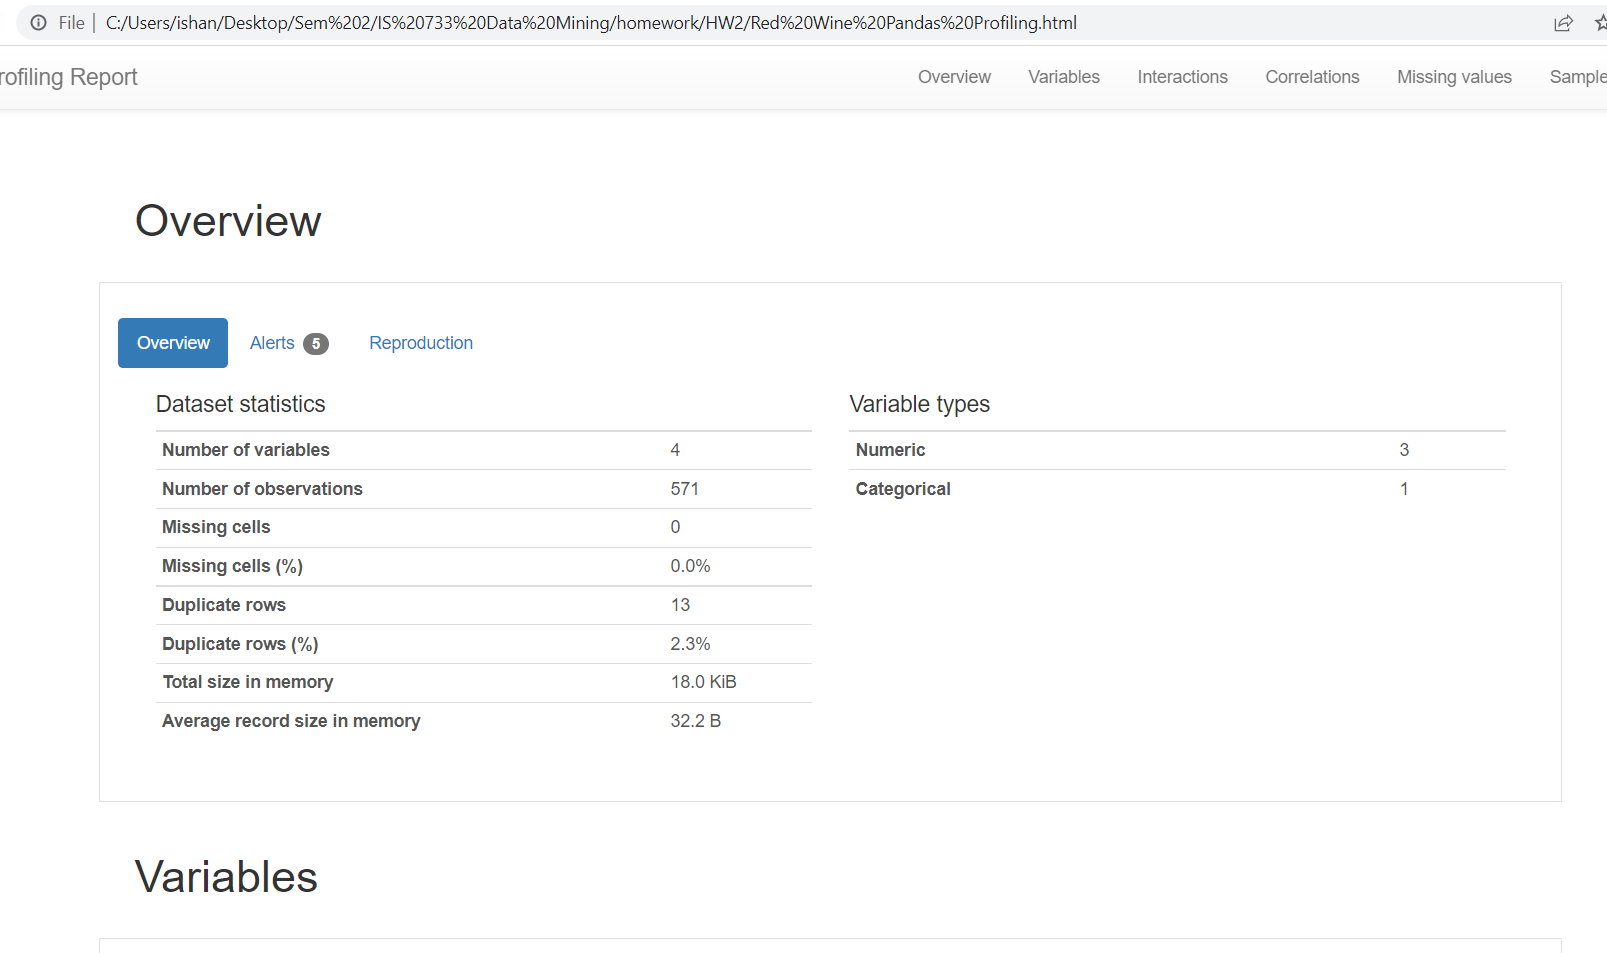 File | C:/Users/ishan/Desktop/Sem%202/IS%20733%20Data%20Mining/homework/HW2/Red%20Wine%20Pandas%20Profiling.html
rofiling Report Overview Variables Interactions Correlations Missing values Sample
Overview
Overview Alerts 5 Reproduction
Dataset statistics
Number of variables 4
Number of observations 571
Missing cells 0
Missing cells (%) 0.0%
Duplicate rows 13
Duplicate rows (%) 2.3%
Total size in memory 18.0 KiB
Average record size in memory 32.2 B
Variable types
Numeric 3
Categorical 1
Variables